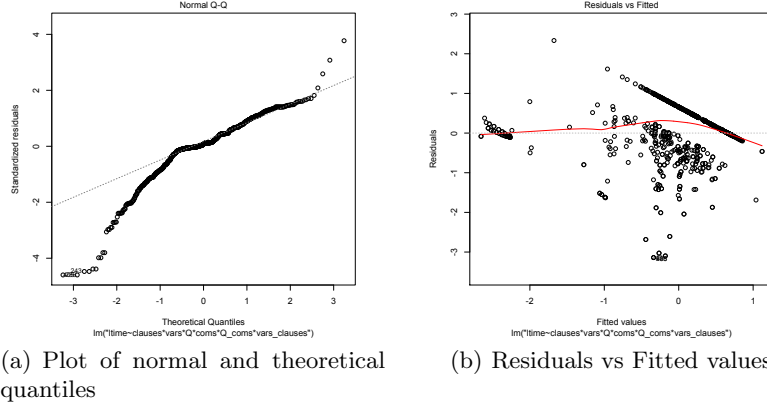 Normal Q-Q
Standardized residuals
4
2
0
-2
-4
243
-3
-2
-1
0
1
2
3
Theoretical Quantiles
lm("ltime~clauses*vars*Q*coms*Q_coms*vars_clauses")
(a) Plot of normal and theoretical
quantiles
Residuals vs Fitted
Residuals
3
2
1
0
-1
-2
-3
-2
-1
0
1
Fitted values
lm("ltime~clauses*vars*Q*coms*Q_coms*vars_clauses")
(b) Residuals vs Fitted values